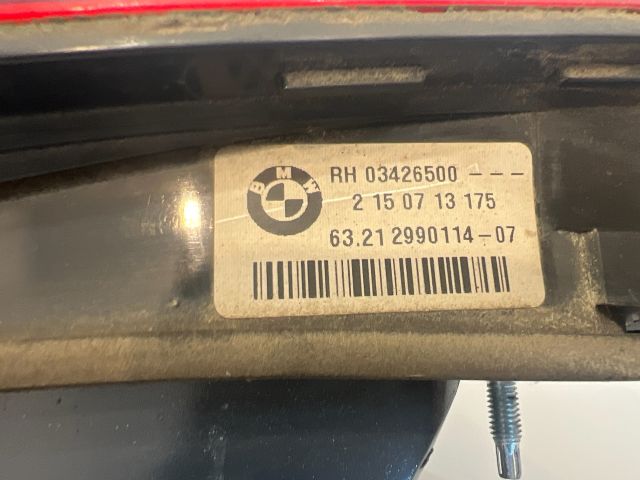 BMW
RH 03426500 - - -
2 15 07 13 175
63.21 2990114-07